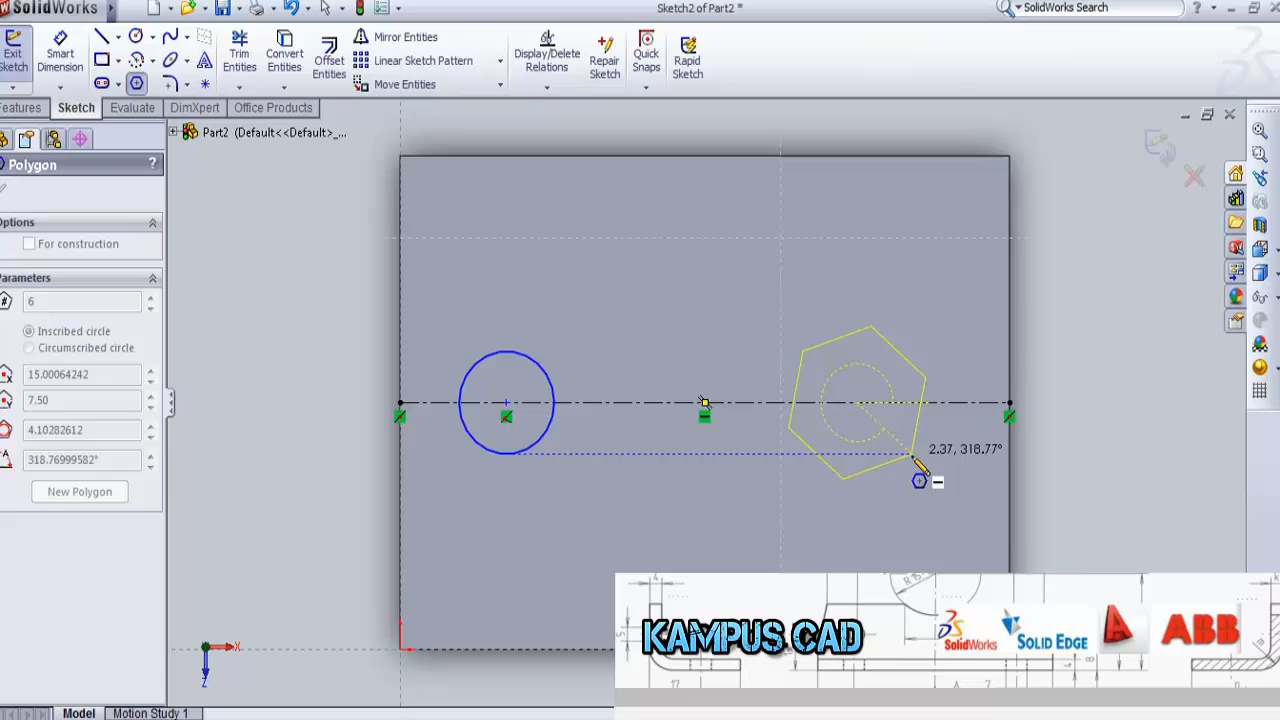 SolidWorks
Sketch2 of Part2 *
SolidWorks Search
?
Exit Sketch
Smart Dimension
Trim Entities
Convert Entities
Offset Entities
Mirror Entities
Linear Sketch Pattern
Move Entities
Display/Delete Relations
Repair Sketch
Quick Snaps
Rapid Sketch
Features
Sketch
Evaluate
DimXpert
Office Products
Part2 (Default<<Default>_...
Polygon ?
Options
For construction
Parameters
6
Inscribed circle
Circumscribed circle
15.00064242
7.50
4.10282612
318.76999582°
New Polygon
2.37, 318.77°
X
Z
KAMPUS CAD
SolidWorks
SOLID EDGE
ABB
17
Model
Motion Study 1